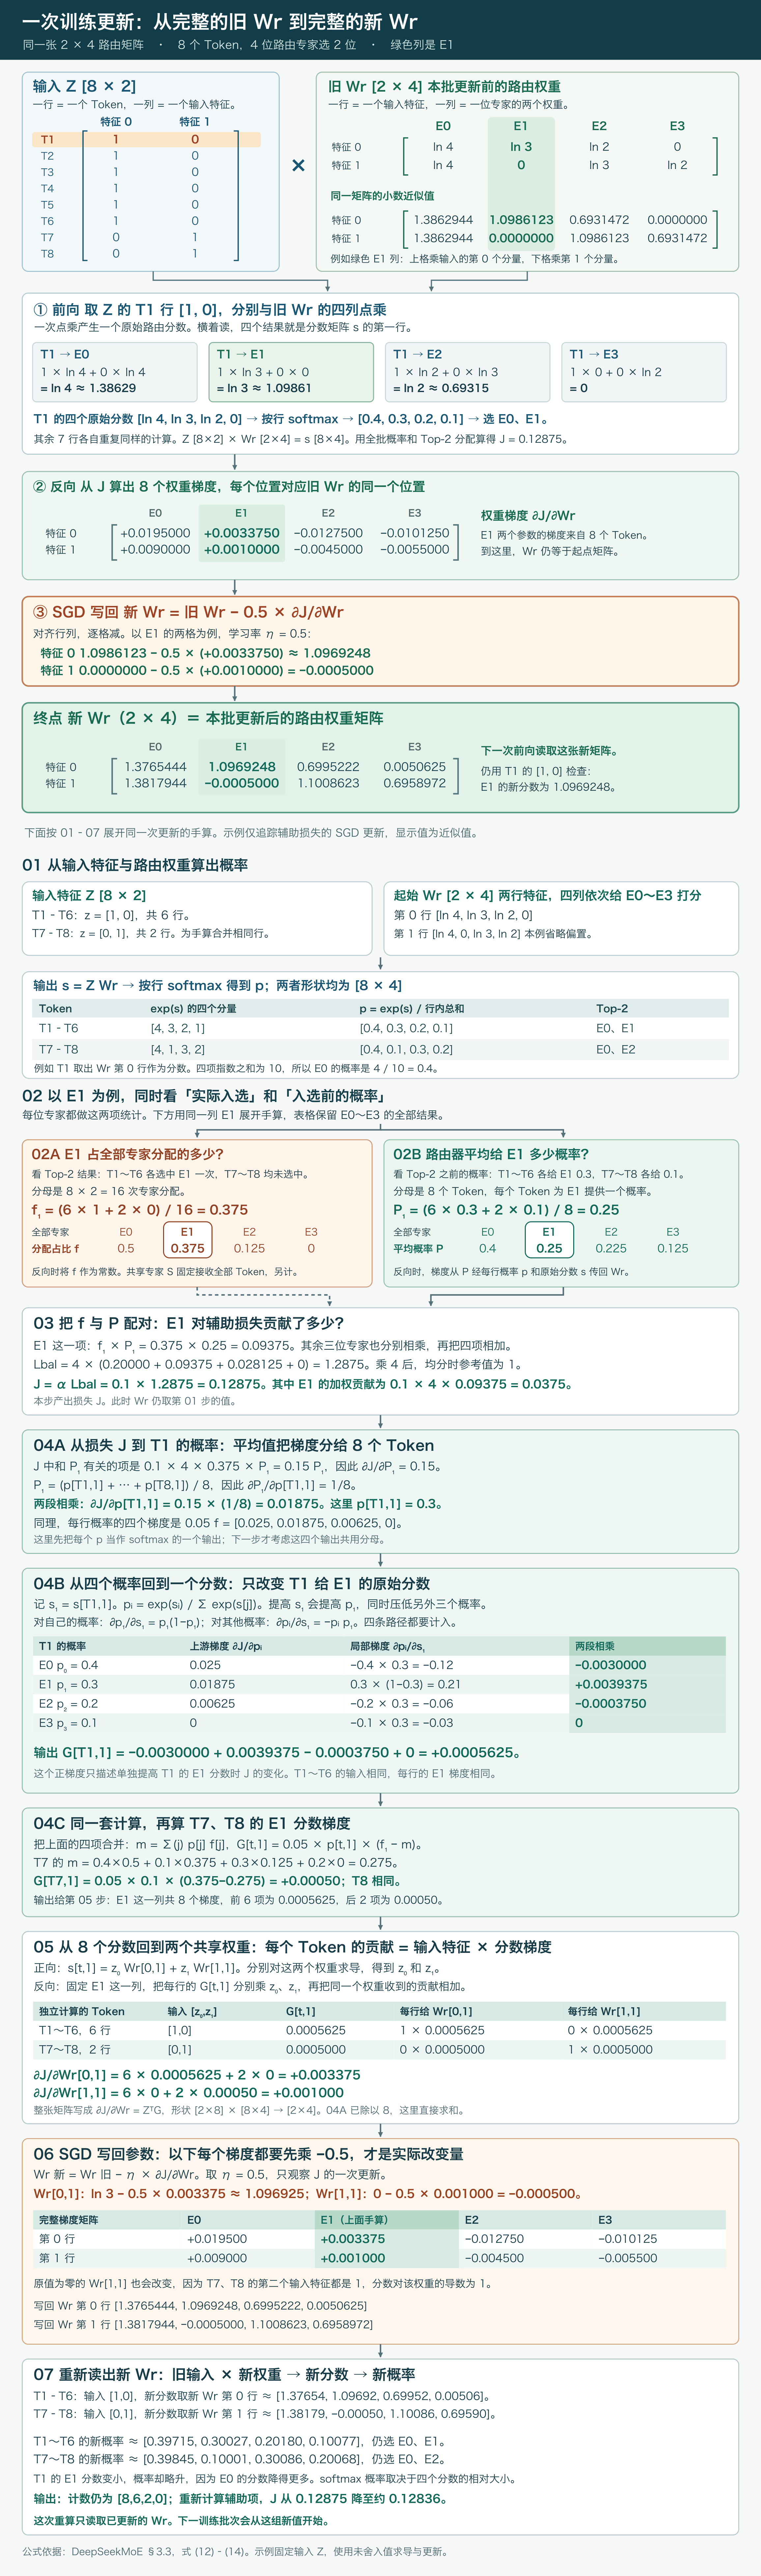 一次训练更新：从完整的旧 Wr 到完整的新 Wr
同一张 2 × 4 路由矩阵 · 8 个 Token，4 位路由专家选 2 位 · 绿色列是 E1
输入 Z [8 × 2]
一行 = 一个 Token，一列 = 一个输入特征。
特征 0 特征 1
T1 1 0
T2 1 0
T3 1 0
T4 1 0
T5 1 0
T6 1 0
T7 0 1
T8 0 1
×
旧 Wr [2 × 4] 本批更新前的路由权重
一行 = 一个输入特征，一列 = 一位专家的两个权重。
E0 E1 E2 E3
特征 0 ln 4 ln 3 ln 2 0
特征 1 ln 4 0 ln 3 ln 2
同一矩阵的小数近似值
特征 0 1.3862944 1.0986123 0.6931472 0.0000000
特征 1 1.3862944 0.0000000 1.0986123 0.6931472
例如绿色 E1 列：上格乘输入的第 0 个分量，下格乘第 1 个分量。
① 前向 取 Z 的 T1 行 [1, 0]，分别与旧 Wr 的四列点乘
一次点乘产生一个原始路由分数。横着读，四个结果就是分数矩阵 s 的第一行。
T1 → E0
1 × ln 4 + 0 × ln 4
= ln 4 ≈ 1.38629
T1 → E1
1 × ln 3 + 0 × 0
= ln 3 ≈ 1.09861
T1 → E2
1 × ln 2 + 0 × ln 3
= ln 2 ≈ 0.69315
T1 → E3
1 × 0 + 0 × ln 2
= 0
T1 的四个原始分数 [ln 4, ln 3, ln 2, 0] → 按行 softmax → [0.4, 0.3, 0.2, 0.1] → 选 E0、E1。
其余 7 行各自重复同样的计算。Z [8×2] × Wr [2×4] = s [8×4]。用全批概率和 Top-2 分配算得 J = 0.12875。
② 反向 从 J 算出 8 个权重梯度，每个位置对应旧 Wr 的同一个位置
E0 E1 E2 E3
特征 0 +0.0195000 +0.0033750 −0.0127500 −0.0101250
特征 1 +0.0090000 +0.0010000 −0.0045000 −0.0055000
权重梯度 ∂J/∂Wr
E1 两个参数的梯度来自 8 个 Token。
到这里，Wr 仍等于起点矩阵。
③ SGD 写回 新 Wr = 旧 Wr − 0.5 × ∂J/∂Wr
对齐行列，逐格减。以 E1 的两格为例，学习率 η = 0.5：
特征 0 1.0986123 − 0.5 × (+0.0033750) ≈ 1.0969248
特征 1 0.0000000 − 0.5 × (+0.0010000) = −0.0005000
终点 新 Wr（2 × 4）＝ 本批更新后的路由权重矩阵
E0 E1 E2 E3
特征 0 1.3765444 1.0969248 0.6995222 0.0050625
特征 1 1.3817944 −0.0005000 1.1008623 0.6958972
下一次前向读取这张新矩阵。
仍用 T1 的 [1, 0] 检查：
E1 的新分数为 1.0969248。
下面按 01 - 07 展开同一次更新的手算。示例仅追踪辅助损失的 SGD 更新，显示值为近似值。
01 从输入特征与路由权重算出概率
输入特征 Z [8 × 2]
T1 - T6：z = [1, 0]，共 6 行。
T7 - T8：z = [0, 1]，共 2 行。为手算合并相同行。
起始 Wr [2 × 4] 两行特征，四列依次给 E0～E3 打分
第 0 行 [ln 4, ln 3, ln 2, 0]
第 1 行 [ln 4, 0, ln 3, ln 2] 本例省略偏置。
输出 s = Z Wr → 按行 softmax 得到 p；两者形状均为 [8 × 4]
Token exp(s) 的四个分量 p = exp(s) / 行内总和 Top-2
T1 - T6 [4, 3, 2, 1] [0.4, 0.3, 0.2, 0.1] E0、E1
T7 - T8 [4, 1, 3, 2] [0.4, 0.1, 0.3, 0.2] E0、E2
例如 T1 取出 Wr 第 0 行作为分数。四项指数之和为 10，所以 E0 的概率是 4 / 10 = 0.4。
02 以 E1 为例，同时看「实际入选」和「入选前的概率」
每位专家都做这两项统计。下方用同一列 E1 展开手算，表格保留 E0～E3 的全部结果。
02A E1 占全部专家分配的多少？
看 Top-2 结果：T1～T6 各选中 E1 一次，T7～T8 均未选中。
分母是 8 × 2 = 16 次专家分配。
f₁ = (6 × 1 + 2 × 0) / 16 = 0.375
全部专家 E0 E1 E2 E3
分配占比 f 0.5 0.375 0.125 0
反向时将 f 作为常数。共享专家 S 固定接收全部 Token，另计。
02B 路由器平均给 E1 多少概率？
看 Top-2 之前的概率：T1～T6 各给 E1 0.3，T7～T8 各给 0.1。
分母是 8 个 Token，每个 Token 为 E1 提供一个概率。
P₁ = (6 × 0.3 + 2 × 0.1) / 8 = 0.25
全部专家 E0 E1 E2 E3
平均概率 P 0.4 0.25 0.225 0.125
反向时，梯度从 P 经每行概率 p 和原始分数 s 传回 Wr。
03 把 f 与 P 配对：E1 对辅助损失贡献了多少？
E1 这一项：f₁ × P₁ = 0.375 × 0.25 = 0.09375。其余三位专家也分别相乘，再把四项相加。
Lbal = 4 × (0.20000 + 0.09375 + 0.028125 + 0) = 1.2875。乘 4 后，均分时参考值为 1。
J = α Lbal = 0.1 × 1.2875 = 0.12875。其中 E1 的加权贡献为 0.1 × 4 × 0.09375 = 0.0375。
本步产出损失 J。此时 Wr 仍取第 01 步的值。
04A 从损失 J 到 T1 的概率：平均值把梯度分给 8 个 Token
J 中和 P₁ 有关的项是 0.1 × 4 × 0.375 × P₁ = 0.15 P₁，因此 ∂J/∂P₁ = 0.15。
P₁ = (p[T1,1] + ⋯ + p[T8,1]) / 8，因此 ∂P₁/∂p[T1,1] = 1/8。
两段相乘：∂J/∂p[T1,1] = 0.15 × (1/8) = 0.01875。这里 p[T1,1] = 0.3。
同理，每行概率的四个梯度是 0.05 f = [0.025, 0.01875, 0.00625, 0]。
这里先把每个 p 当作 softmax 的一个输出；下一步才考虑这四个输出共用分母。
04B 从四个概率回到一个分数：只改变 T1 给 E1 的原始分数
记 s₁ = s[T1,1]。pᵢ = exp(sᵢ) / Σ exp(s[j])。提高 s₁ 会提高 p₁，同时压低另外三个概率。
对自己的概率：∂p₁/∂s₁ = p₁(1−p₁)；对其他概率：∂pᵢ/∂s₁ = −pᵢ p₁。四条路径都要计入。
T1 的概率 上游梯度 ∂J/∂pᵢ 局部梯度 ∂pᵢ/∂s₁ 两段相乘
E0 p₀ = 0.4 0.025 −0.4 × 0.3 = −0.12 −0.0030000
E1 p₁ = 0.3 0.01875 0.3 × (1−0.3) = 0.21 +0.0039375
E2 p₂ = 0.2 0.00625 −0.2 × 0.3 = −0.06 −0.0003750
E3 p₃ = 0.1 0 −0.1 × 0.3 = −0.03 0
输出 G[T1,1] = −0.0030000 + 0.0039375 − 0.0003750 + 0 = +0.0005625。
这个正梯度只描述单独提高 T1 的 E1 分数时 J 的变化。T1～T6 的输入相同，每行的 E1 梯度相同。
04C 同一套计算，再算 T7、T8 的 E1 分数梯度
把上面的四项合并：m = Σ(j) p[j] f[j]，G[t,1] = 0.05 × p[t,1] × (f₁ − m)。
T7 的 m = 0.4×0.5 + 0.1×0.375 + 0.3×0.125 + 0.2×0 = 0.275。
G[T7,1] = 0.05 × 0.1 × (0.375−0.275) = +0.00050；T8 相同。
输出给第 05 步：E1 这一列共 8 个梯度，前 6 项为 0.0005625，后 2 项为 0.00050。
05 从 8 个分数回到两个共享权重：每个 Token 的贡献 = 输入特征 × 分数梯度
正向：s[t,1] = z₀ Wr[0,1] + z₁ Wr[1,1]。分别对这两个权重求导，得到 z₀ 和 z₁。
反向：固定 E1 这一列，把每行的 G[t,1] 分别乘 z₀、z₁，再把同一个权重收到的贡献相加。
独立计算的 Token 输入 [z₀,z₁] G[t,1] 每行给 Wr[0,1] 每行给 Wr[1,1]
T1～T6，6 行 [1,0] 0.0005625 1 × 0.0005625 0 × 0.0005625
T7～T8，2 行 [0,1] 0.0005000 0 × 0.0005000 1 × 0.0005000
∂J/∂Wr[0,1] = 6 × 0.0005625 + 2 × 0 = +0.003375
∂J/∂Wr[1,1] = 6 × 0 + 2 × 0.00050 = +0.001000
整张矩阵写成 ∂J/∂Wr = ZᵀG，形状 [2×8] × [8×4] → [2×4]。04A 已除以 8，这里直接求和。
06 SGD 写回参数：以下每个梯度都要先乘 −0.5，才是实际改变量
Wr 新 = Wr 旧 − η × ∂J/∂Wr。取 η = 0.5，只观察 J 的一次更新。
Wr[0,1]：ln 3 − 0.5 × 0.003375 ≈ 1.096925；Wr[1,1]：0 − 0.5 × 0.001000 = −0.000500。
完整梯度矩阵 E0 E1（上面手算） E2 E3
第 0 行 +0.019500 +0.003375 −0.012750 −0.010125
第 1 行 +0.009000 +0.001000 −0.004500 −0.005500
原值为零的 Wr[1,1] 也会改变，因为 T7、T8 的第二个输入特征都是 1，分数对该权重的导数为 1。
写回 Wr 第 0 行 [1.3765444, 1.0969248, 0.6995222, 0.0050625]
写回 Wr 第 1 行 [1.3817944, −0.0005000, 1.1008623, 0.6958972]
07 重新读出新 Wr：旧输入 × 新权重 → 新分数 → 新概率
T1 - T6：输入 [1,0]，新分数取新 Wr 第 0 行 ≈ [1.37654, 1.09692, 0.69952, 0.00506]。
T7 - T8：输入 [0,1]，新分数取新 Wr 第 1 行 ≈ [1.38179, −0.00050, 1.10086, 0.69590]。
T1～T6 的新概率 ≈ [0.39715, 0.30027, 0.20180, 0.10077]，仍选 E0、E1。
T7～T8 的新概率 ≈ [0.39845, 0.10001, 0.30086, 0.20068]，仍选 E0、E2。
T1 的 E1 分数变小，概率却略升，因为 E0 的分数降得更多。softmax 概率取决于四个分数的相对大小。
输出：计数仍为 [8,6,2,0]；重新计算辅助项，J 从 0.12875 降至约 0.12836。
这次重算只读取已更新的 Wr。下一训练批次会从这组新值开始。
公式依据：DeepSeekMoE §3.3，式 (12) - (14)。示例固定输入 Z，使用未舍入值求导与更新。